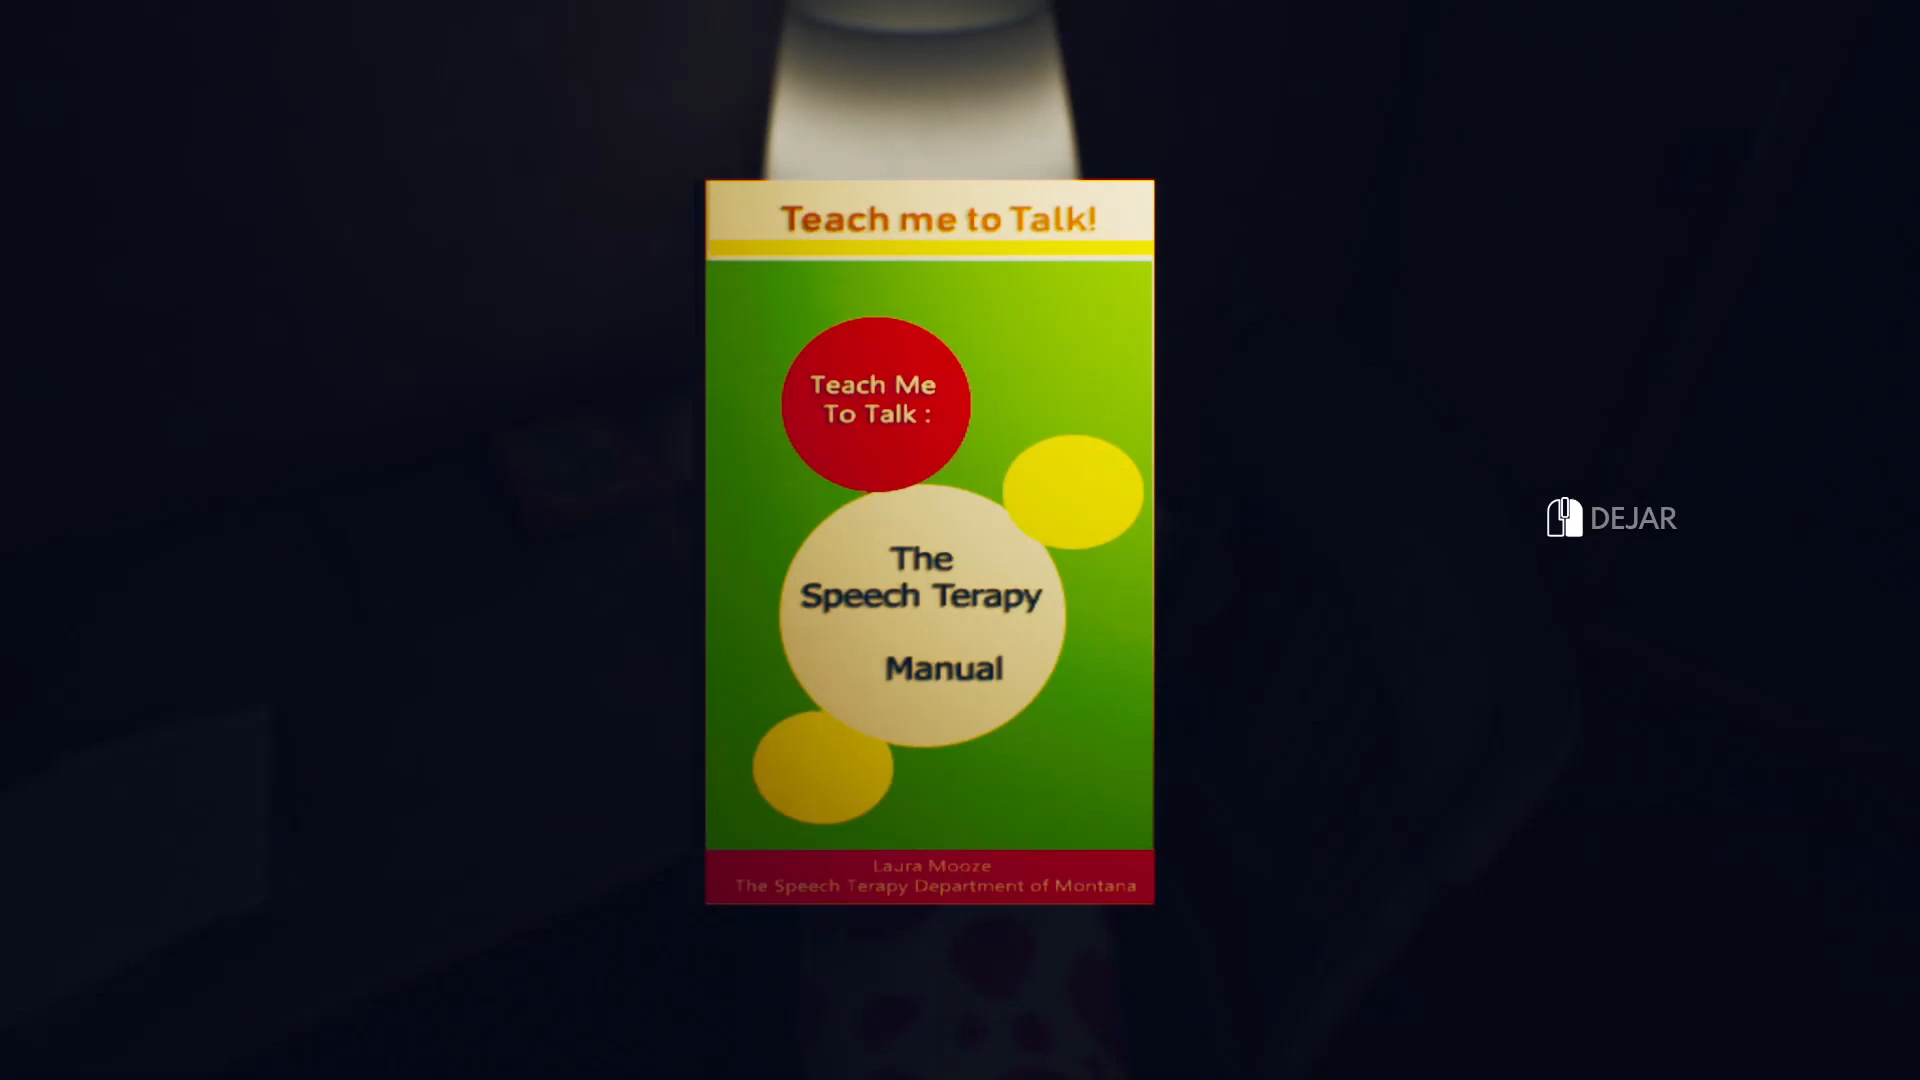 Teach me to Talk!
Teach Me
To Talk :
The
Speech Terapy
Manual
Laura Mooze
The Speech Terapy Department of Montana
DEJAR